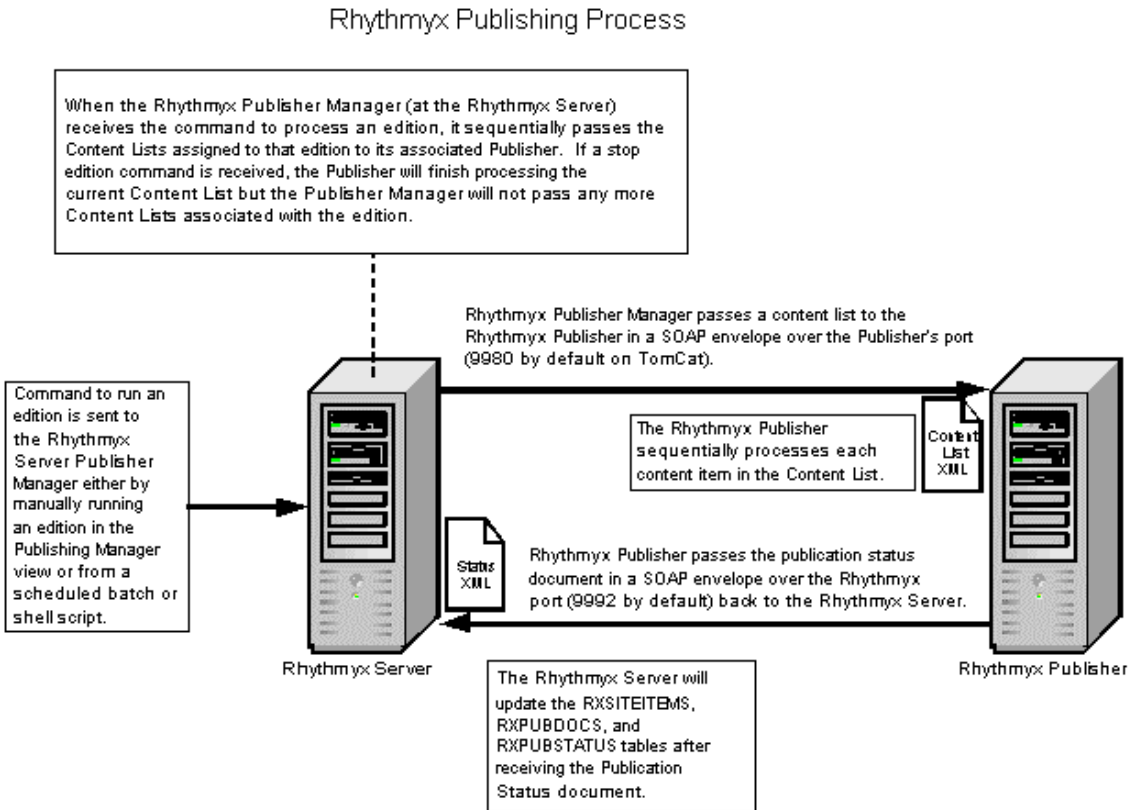 Rhythmyx Publishing Process
When the Rhythmyx Publisher Manager (at the Rhythmyx Server)
receives the command to process an edition, it sequentially passes the
Content Lists assigned to that edition to its associated Publisher.  If a stop
edition command is received, the Publisher will finish processing the
current Content List but the Publisher Manager will not pass any more
Content Lists associated with the edition.
Rhythmyx Publisher Manager passes a content list to the
Rhythmyx Publisher in a SOAP envelope over the Publisher's port
(9980 by default on TomCat).
Command to run an
edition is sent to
the Rhythmyx
Server Publisher
Manager either by
manually running
an edition in the
Publishing Manager
view or from a
scheduled batch or
shell script.
The Rhythmyx Publisher
sequentially processes each
content item in the Content List.
Content
List
XML
Status
XML
Rhythmyx Publisher passes the publication status
document in a SOAP envelope over the Rhythmyx
port (9992 by default) back to the Rhythmyx Server.
Rhythmyx Server
Rhythmyx Publisher
The Rhythmyx Server will
update the RXSITEITEMS,
RXPUBDOCS, and
RXPUBSTATUS tables after
receiving the Publication
Status document.